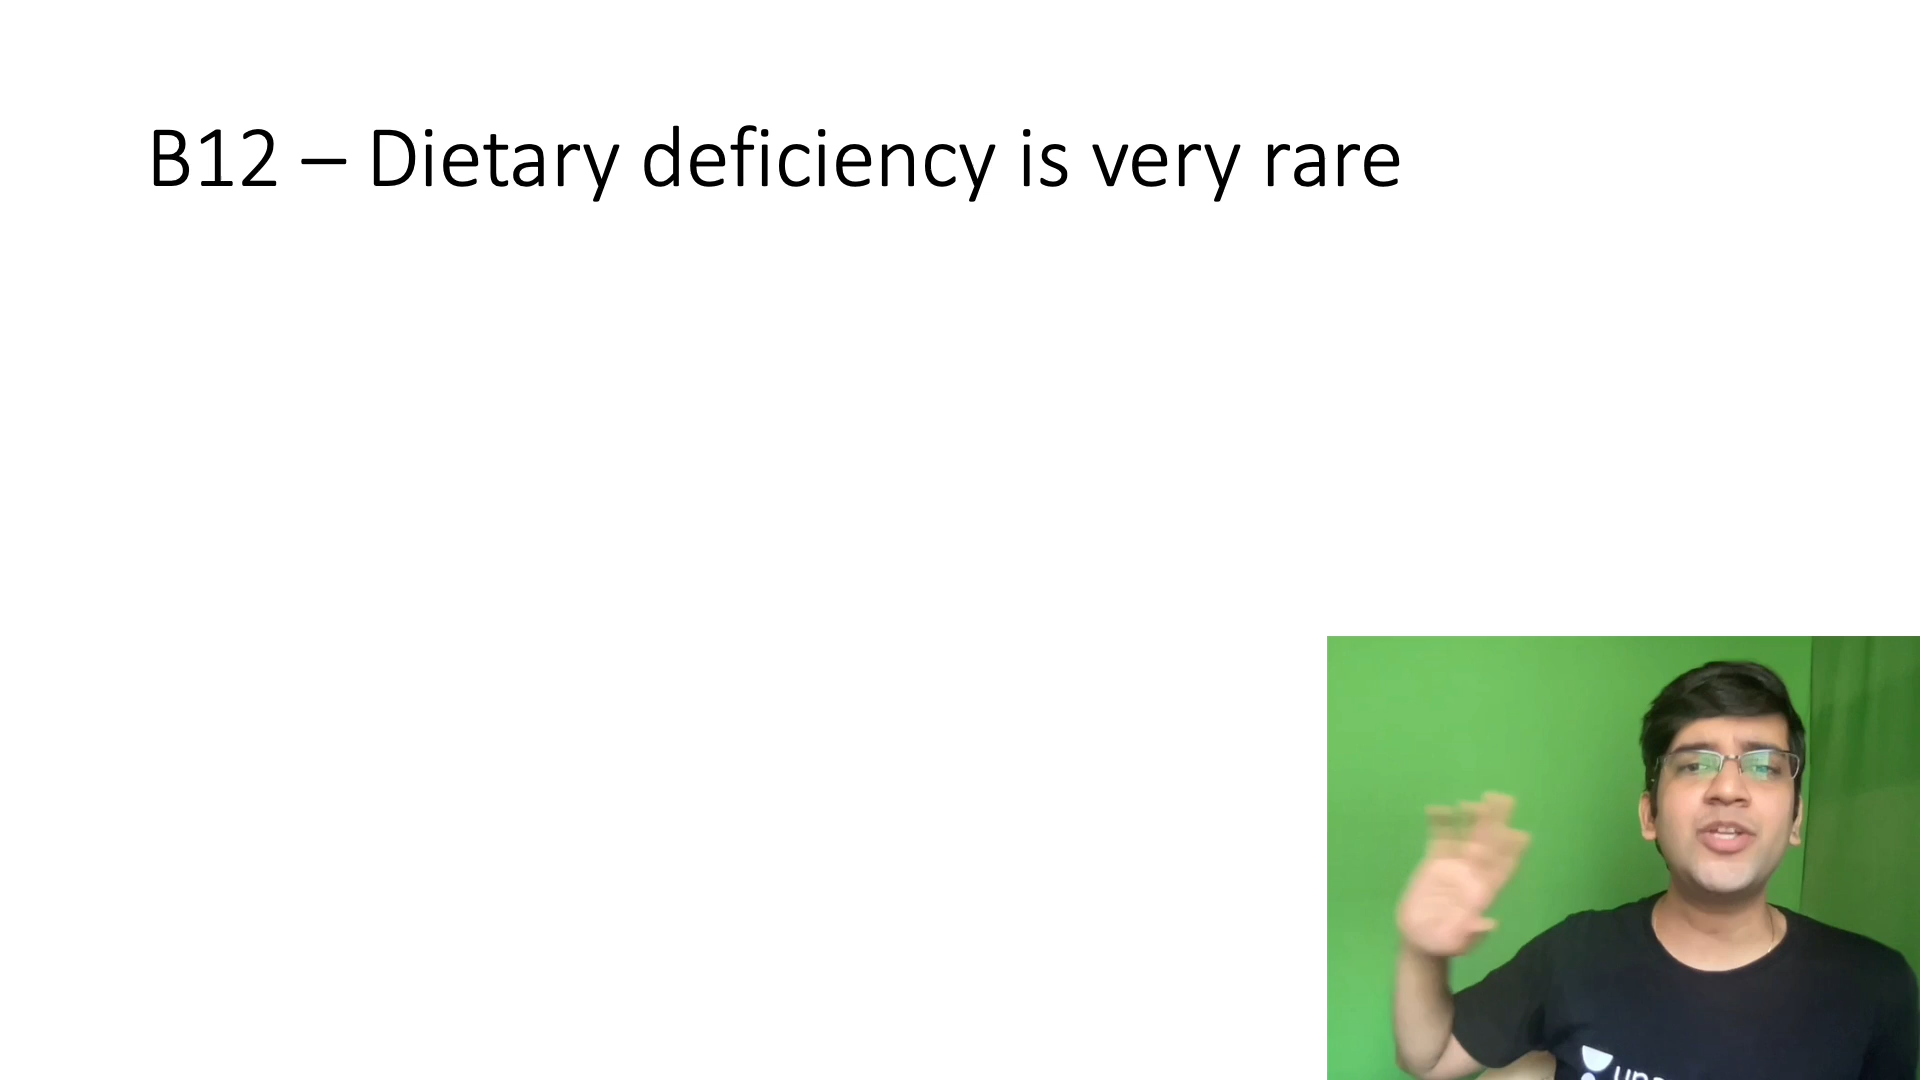 B12 – Dietary deficiency is very rare